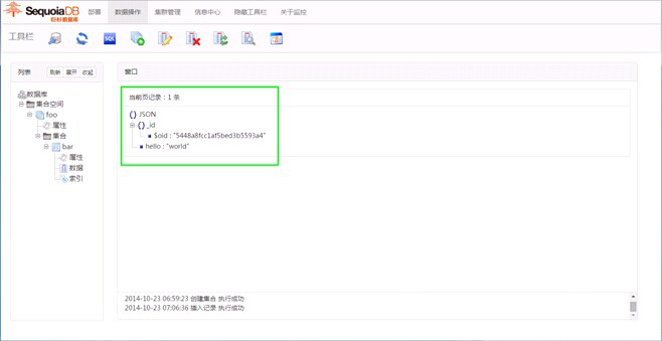 SequoiaDB
巨杉数据库
部署 数据操作 集群管理 信息中心 隐藏工具栏 关于监控
工具栏
SQL
列表 刷新 展开 收起
数据库
集合空间
foo
属性
集合
bar
属性
数据
索引
窗口
当前页记录：1 条
{} JSON
{} _id
$oid : "5448a8fcc1af5bed3b5593a4"
hello : "world"
2014-10-23 06:59:23 创建集合 执行成功
2014-10-23 07:06:36 插入记录 执行成功